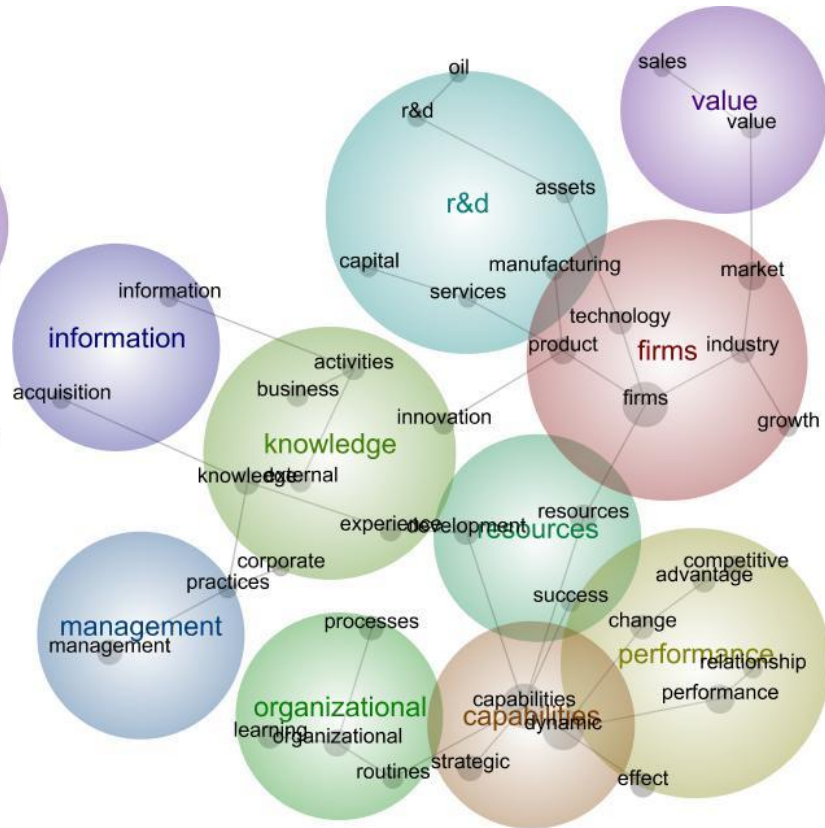 oil
sales
r&d
value
value
assets
r&d
capital
manufacturing
market
information
services
technology
information
product
firms
industry
activities
acquisition
business
firms
innovation
growth
knowledge
knowledge
external
experience
development
resources
resources
corporate
competitive
practices
advantage
success
management
processes
change
management
performance
relationship
capabilities
performance
organizational
capabilities
learning
organizational
dynamic
routines
strategic
effect